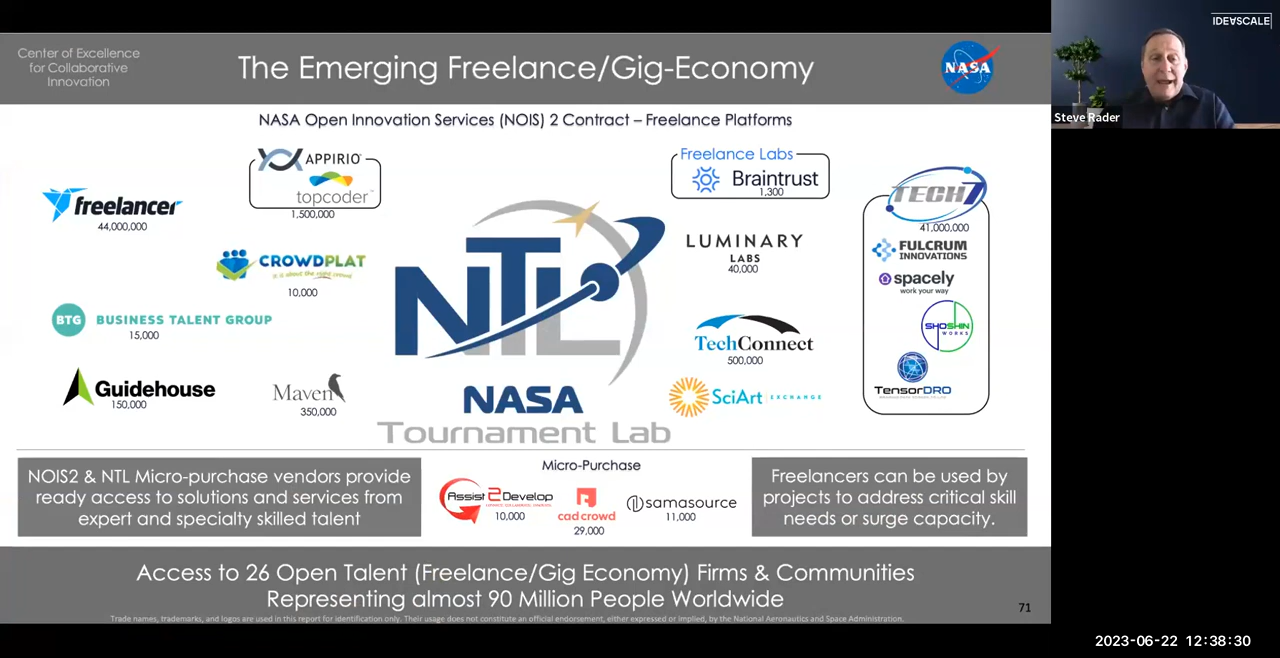 Center of Excellence
for Collaborative
Innovation
The Emerging Freelance/Gig-Economy
NASA
IDEASCALE
Steve Rader
NASA Open Innovation Services (NOIS) 2 Contract – Freelance Platforms
freelancer
44,000,000
APPIRIO
topcoder™
1,500,000
CROWDPLAT
it is about the right crowd
10,000
BTG BUSINESS TALENT GROUP
15,000
Guidehouse
150,000
Maven
350,000
NTL
NASA
Tournament Lab
Freelance Labs
Braintrust
1,300
LUMINARY
LABS
40,000
TechConnect
500,000
SciArt EXCHANGE
TECH7
41,000,000
FULCRUM
INNOVATIONS
spacely
work your way
SHOSHIN
WORKS
TensorDRO
NOIS2 & NTL Micro-purchase vendors provide
ready access to solutions and services from
expert and specialty skilled talent
Micro-Purchase
Assist2Develop
10,000
cad crowd
29,000
samasource
11,000
Freelancers can be used by
projects to address critical skill
needs or surge capacity.
Access to 26 Open Talent (Freelance/Gig Economy) Firms & Communities
Representing almost 90 Million People Worldwide
71
Trade names, trademarks, and logos are used in this report for identification only. Their usage does not constitute an official endorsement, either expressed or implied, by the National Aeronautics and Space Administration.
2023-06-22 12:38:30